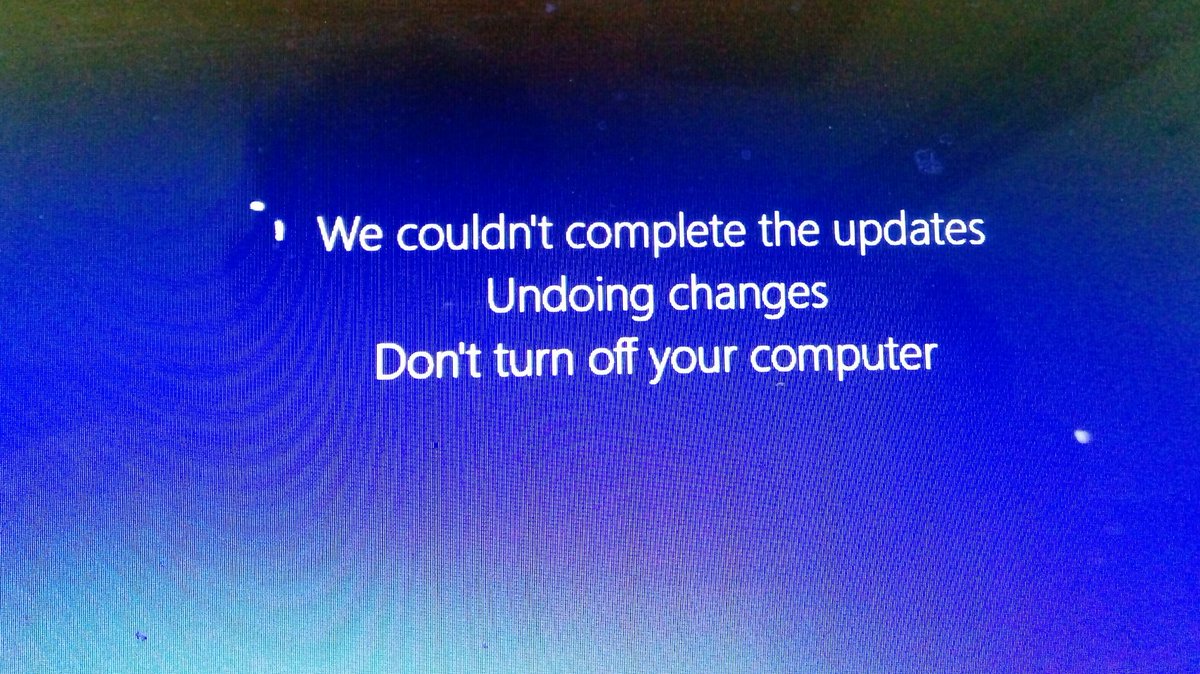 We couldn't complete the updates
Undoing changes
Don't turn off your computer